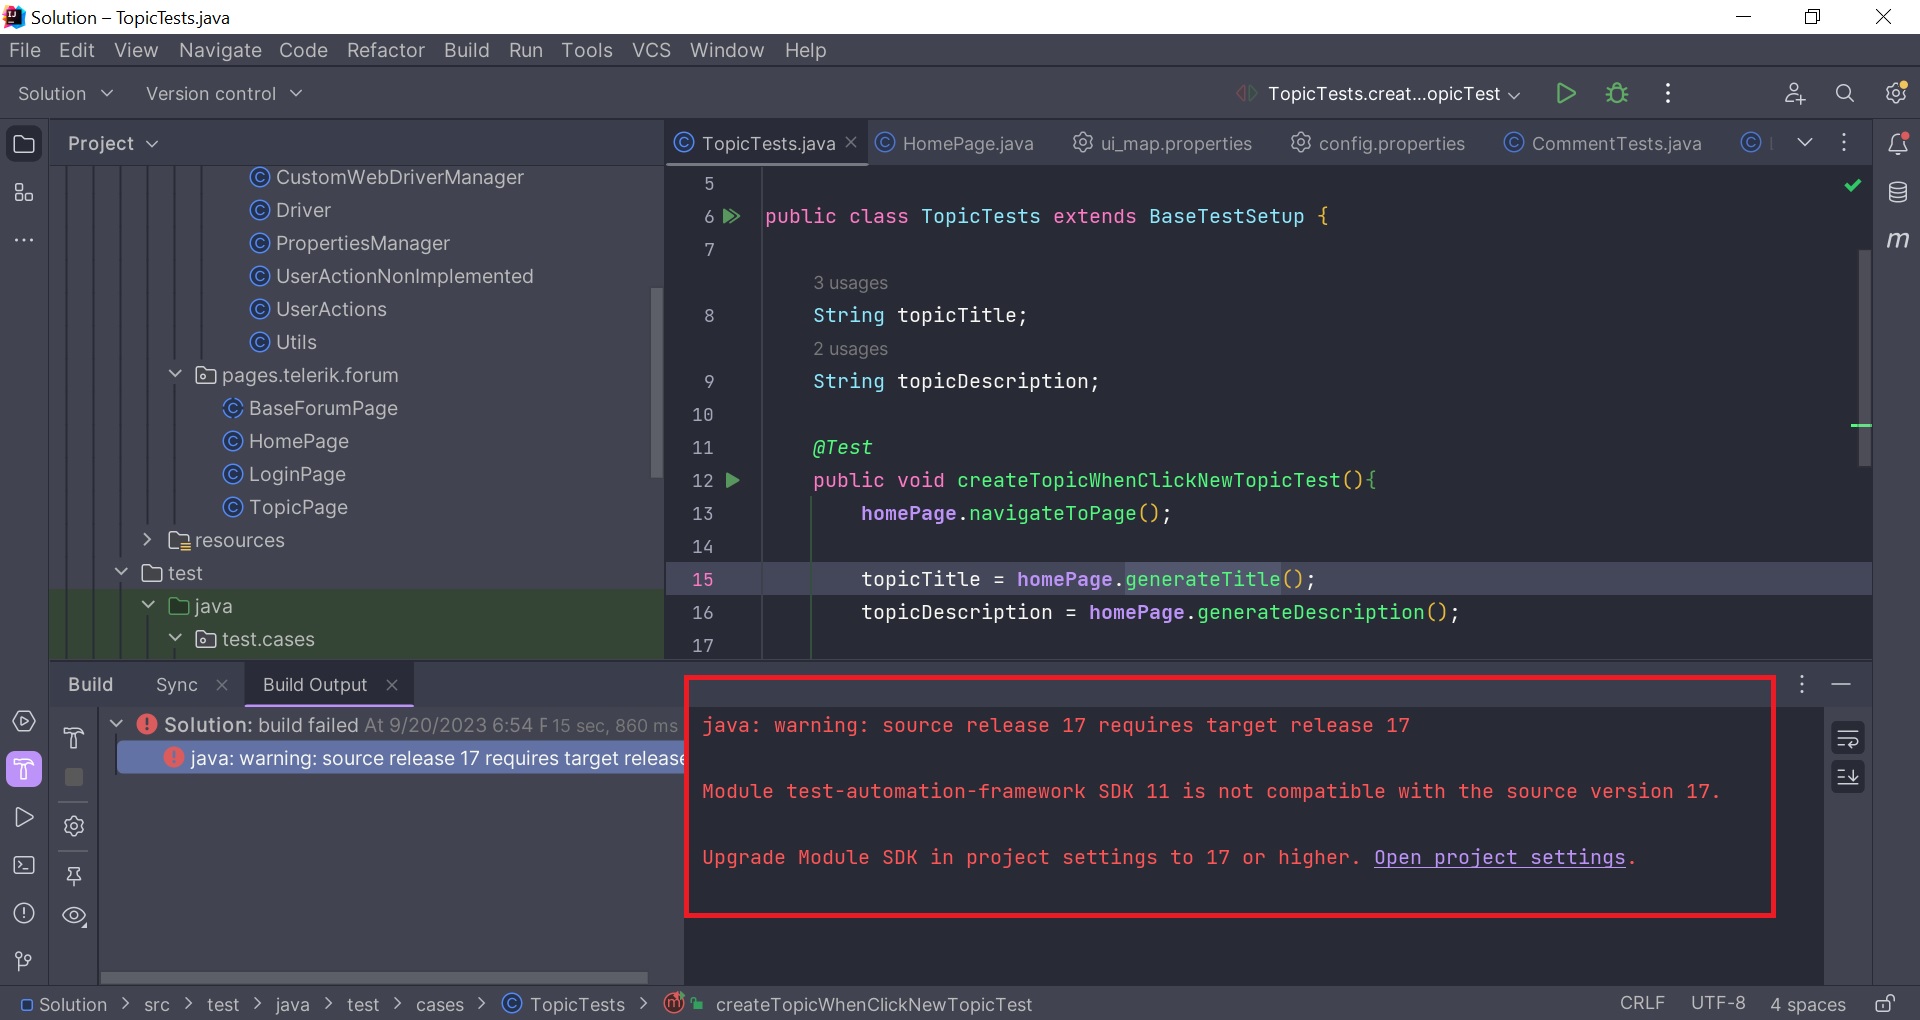 Solution – TopicTests.java
File Edit View Navigate Code Refactor Build Run Tools VCS Window Help
Solution Version control TopicTests.creat...opicTest
Project
CustomWebDriverManager
Driver
PropertiesManager
UserActionNonImplemented
UserActions
Utils
pages.telerik.forum
BaseForumPage
HomePage
LoginPage
TopicPage
resources
test
java
test.cases
TopicTests.java HomePage.java ui_map.properties config.properties CommentTests.java
5
6 public class TopicTests extends BaseTestSetup {
7
3 usages
8 String topicTitle;
2 usages
9 String topicDescription;
10
11 @Test
12 public void createTopicWhenClickNewTopicTest(){
13 homePage.navigateToPage();
14
15 topicTitle = homePage.generateTitle();
16 topicDescription = homePage.generateDescription();
17
Build Sync Build Output
Solution: build failed At 9/20/2023 6:54 P 15 sec, 860 ms
java: warning: source release 17 requires target release
java: warning: source release 17 requires target release 17
Module test-automation-framework SDK 11 is not compatible with the source version 17.
Upgrade Module SDK in project settings to 17 or higher. Open project settings.
Solution > src > test > java > test > cases > TopicTests > createTopicWhenClickNewTopicTest CRLF UTF-8 4 spaces